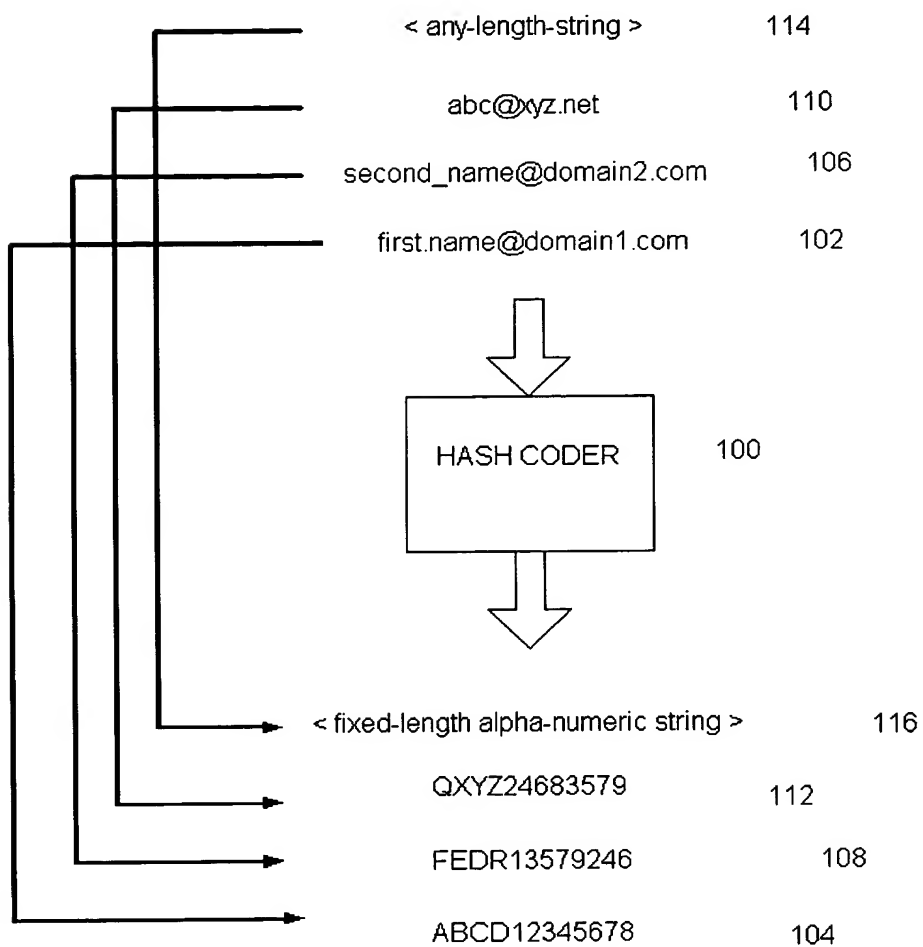 < any-length-string > 114
abc@xyz.net 110
second_name@domain2.com 106
first.name@domain1.com 102
HASH CODER 100
< fixed-length alpha-numeric string > 116
QXYZ24683579 112
FEDR13579246 108
ABCD12345678 104